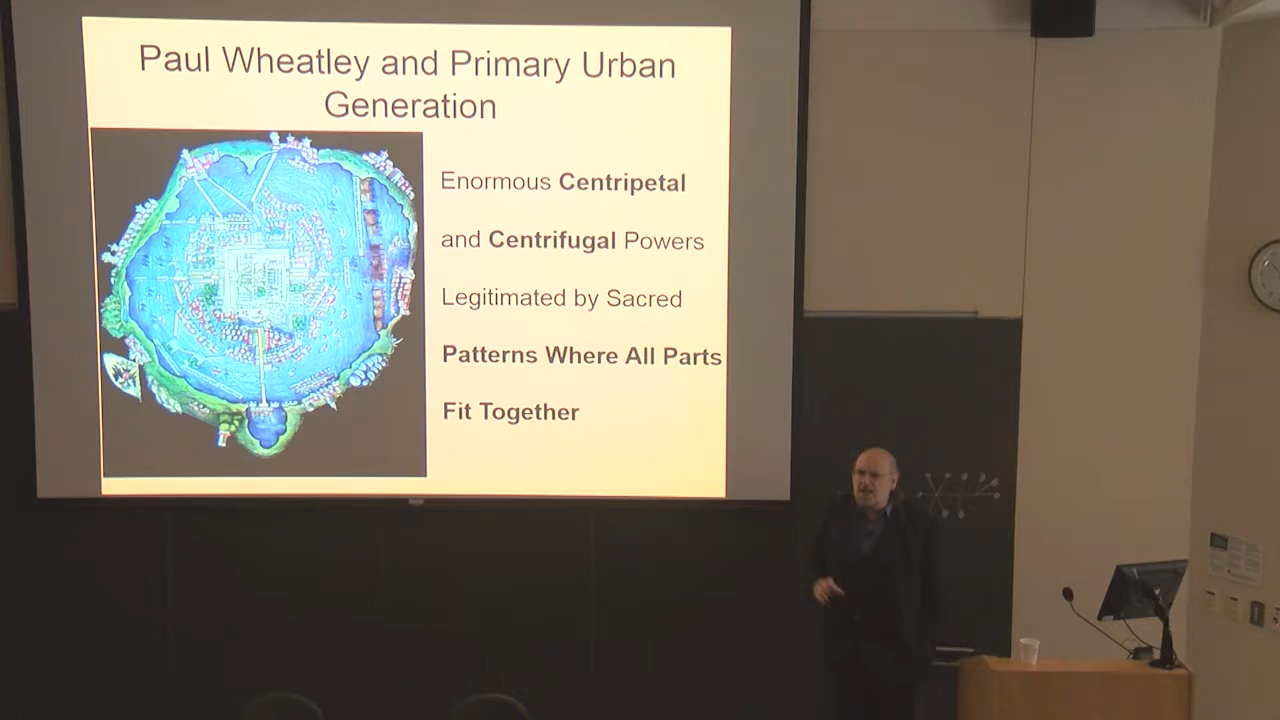 Paul Wheatley and Primary Urban
Generation
Enormous Centripetal
and Centrifugal Powers
Legitimated by Sacred
Patterns Where All Parts
Fit Together